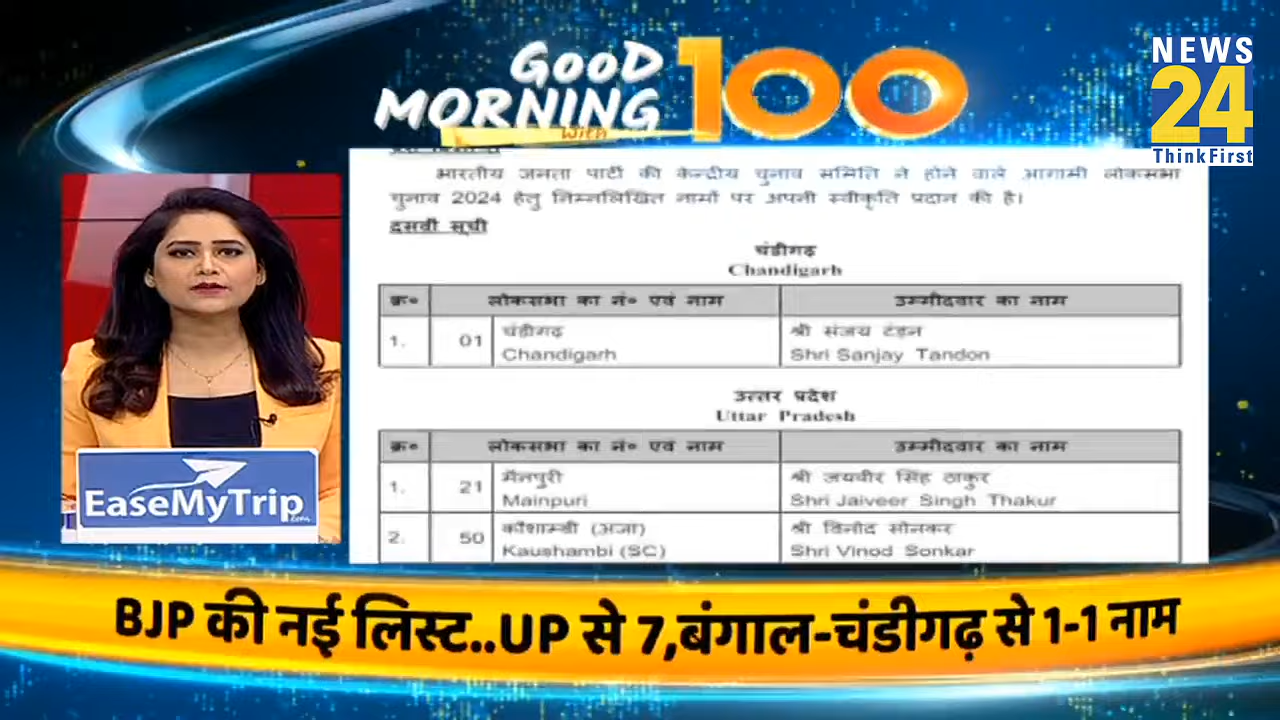 GOOD
MORNING
with
100
NEWS
24
ThinkFirst
भारतीय जनता पार्टी की केन्द्रीय चुनाव समिति ने होने वाले आगामी लोकसभा
चुनाव 2024 हेतु निम्नलिखित नामों पर अपनी स्वीकृति प्रदान की है।
दसवीं सूची
चंडीगढ़
Chandigarh
क्र० लोकसभा का नं० एवं नाम उम्मीदवार का नाम
1. 01 चंडीगढ़ श्री संजय टंडन
Chandigarh Shri Sanjay Tandon
उत्तर प्रदेश
Uttar Pradesh
क्र० लोकसभा का नं० एवं नाम उम्मीदवार का नाम
1. 21 मैनपुरी श्री जयवीर सिंह ठाकुर
Mainpuri Shri Jaiveer Singh Thakur
2. 50 कौशाम्बी (अजा) श्री विनोद सोनकर
Kaushambi (SC) Shri Vinod Sonkar
EaseMyTrip
.com
BJP की नई लिस्ट..UP से 7,बंगाल-चंडीगढ़ से 1-1 नाम